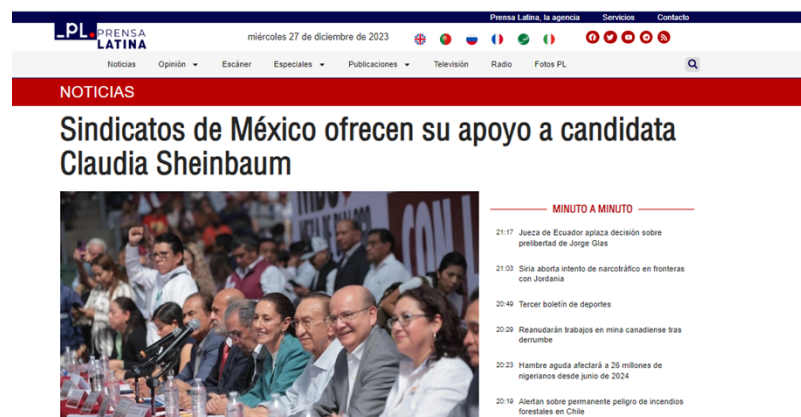 Prensa Latina, la agencia Servicios Contacto
PL PRENSA
LATINA
miércoles 27 de diciembre de 2023
Noticias Opinión Escáner Especiales Publicaciones Televisión Radio Fotos PL
NOTICIAS
Sindicatos de México ofrecen su apoyo a candidata
Claudia Sheinbaum
MINUTO A MINUTO
21:17 Jueza de Ecuador aplaza decisión sobre
prelibertad de Jorge Glas
21:03 Siria aborta intento de narcotráfico en fronteras
con Jordania
20:49 Tercer boletín de deportes
20:29 Reanudarán trabajos en mina canadiense tras
derrumbe
20:23 Hambre aguda afectará a 26 millones de
nigerianos desde junio de 2024
20:19 Alertan sobre permanente peligro de incendios
forestales en Chile